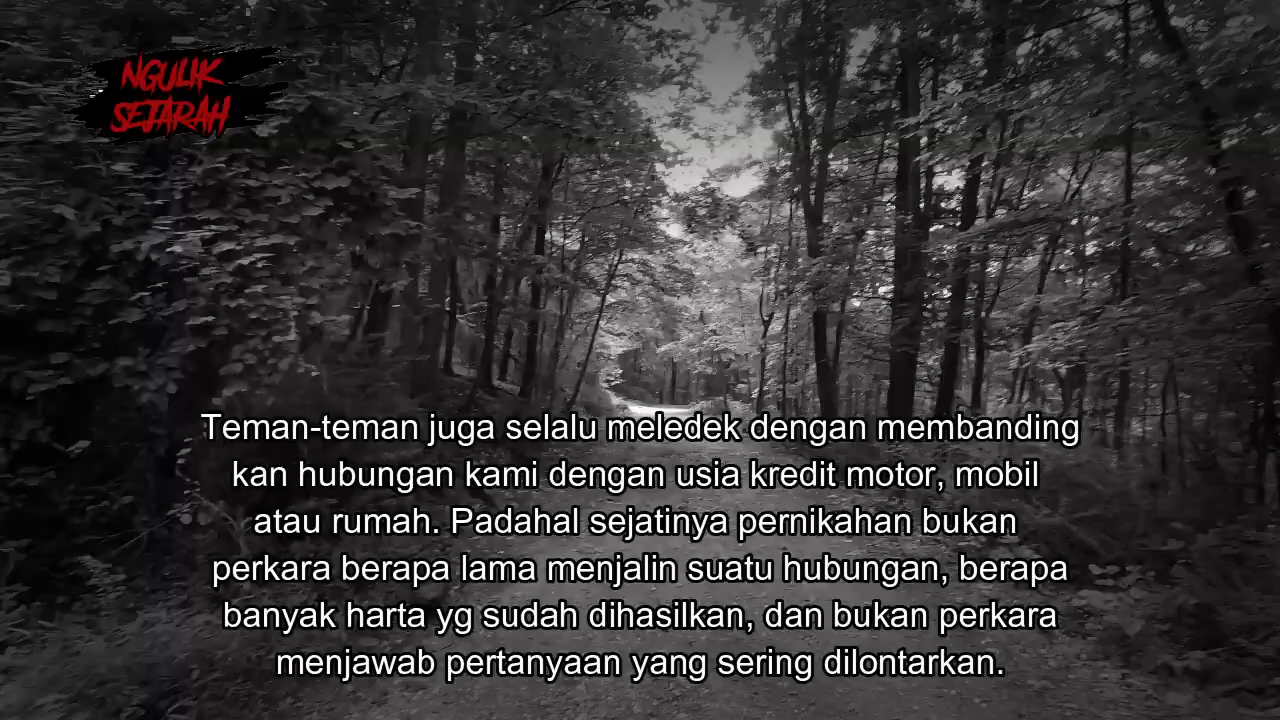 NGULIK
SEJARAH
Teman-teman juga selalu meledek dengan membanding
kan hubungan kami dengan usia kredit motor, mobil
atau rumah. Padahal sejatinya pernikahan bukan
perkara berapa lama menjalin suatu hubungan, berapa
banyak harta yg sudah dihasilkan, dan bukan perkara
menjawab pertanyaan yang sering dilontarkan.